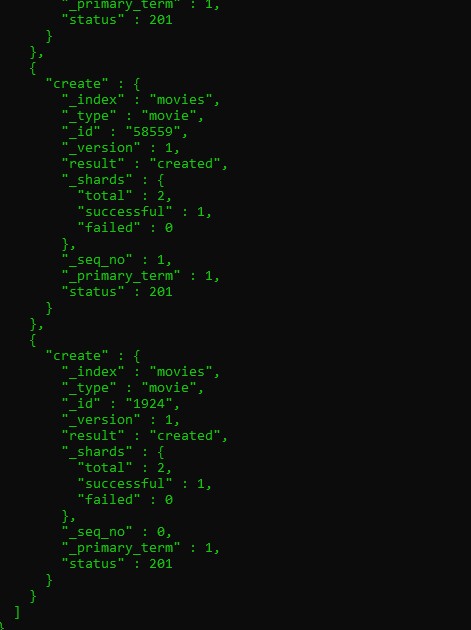 "_primary_term" : 1,
"status" : 201
}
},
{
"create" : {
"_index" : "movies",
"_type" : "movie",
"_id" : "58559",
"_version" : 1,
"result" : "created",
"_shards" : {
"total" : 2,
"successful" : 1,
"failed" : 0
},
"_seq_no" : 1,
"_primary_term" : 1,
"status" : 201
}
},
{
"create" : {
"_index" : "movies",
"_type" : "movie",
"_id" : "1924",
"_version" : 1,
"result" : "created",
"_shards" : {
"total" : 2,
"successful" : 1,
"failed" : 0
},
"_seq_no" : 0,
"_primary_term" : 1,
"status" : 201
}
}
]
}